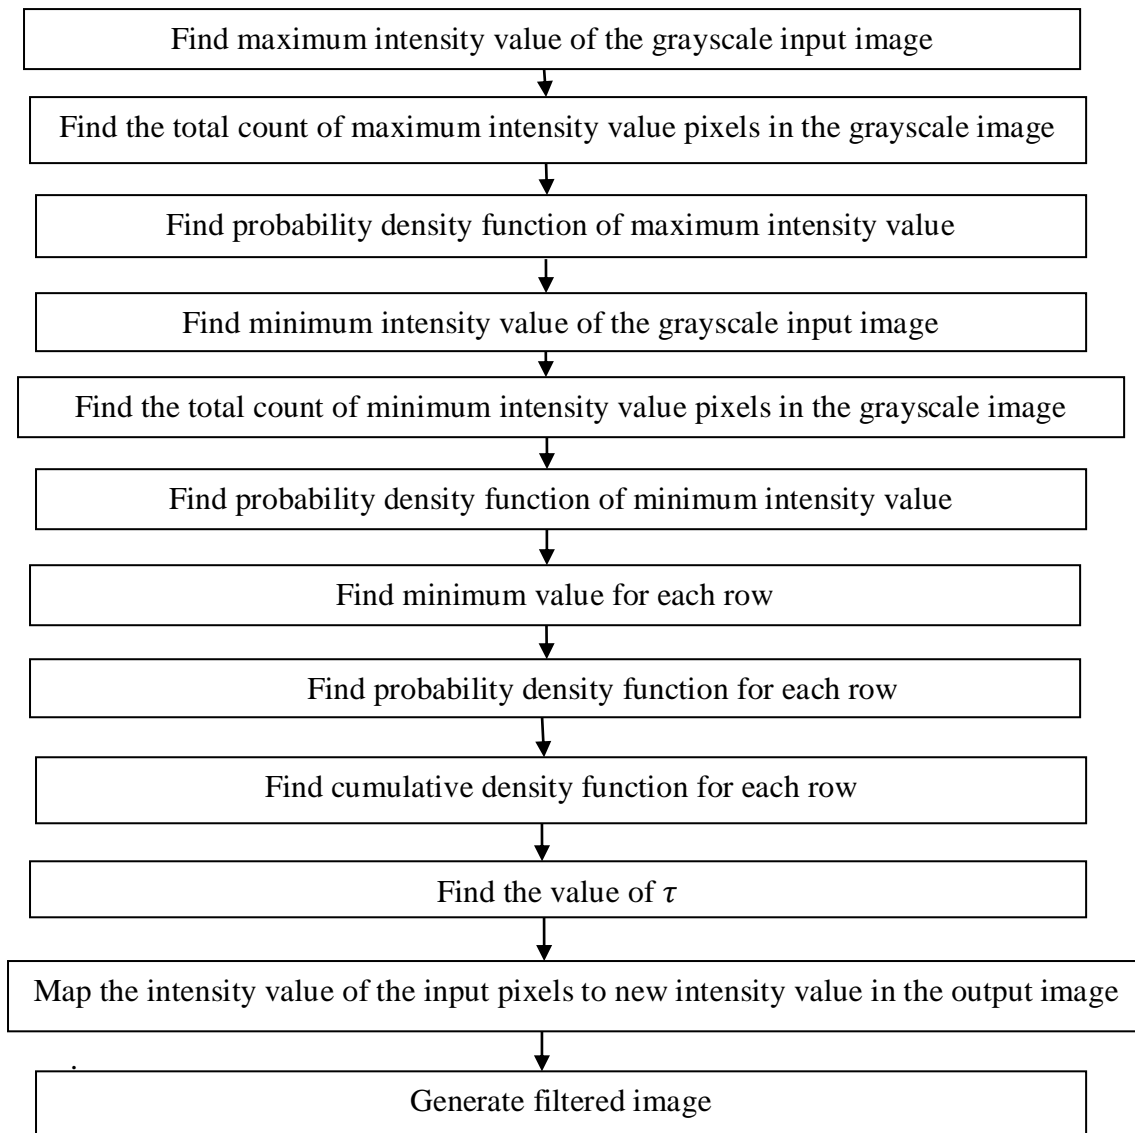 Find maximum intensity value of the grayscale input image
Find the total count of maximum intensity value pixels in the grayscale image
Find probability density function of maximum intensity value
Find minimum intensity value of the grayscale input image
Find the total count of minimum intensity value pixels in the grayscale image
Find probability density function of minimum intensity value
Find minimum value for each row
Find probability density function for each row
Find cumulative density function for each row
Find the value of τ
Map the intensity value of the input pixels to new intensity value in the output image
.
Generate filtered image